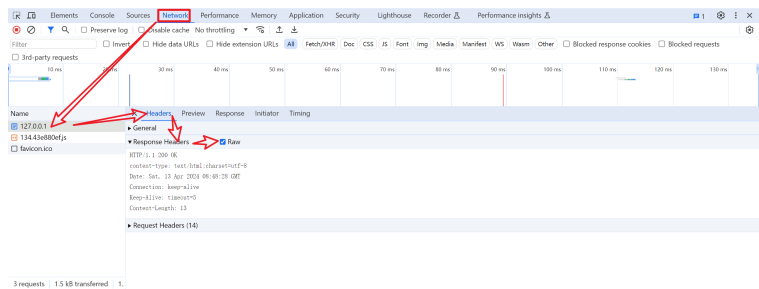 Elements Console Sources Network Performance Memory Application Security Lighthouse Recorder Performance insights 1
Preserve log Disable cache No throttling
Filter Invert Hide data URLs Hide extension URLs All Fetch/XHR Doc CSS JS Font Img Media Manifest WS Wasm Other Blocked response cookies Blocked requests
3rd-party requests
10 ms 20 ms 30 ms 40 ms 50 ms 60 ms 70 ms 80 ms 90 ms 100 ms 110 ms 120 ms 130 ms
Name Headers Preview Response Initiator Timing
127.0.0.1 General
134.43e880ef.js Response Headers Raw
favicon.ico
HTTP/1.1 200 OK
content-type: text/html;charset=utf-8
Date: Sat, 13 Apr 2024 08:48:28 GMT
Connection: keep-alive
Keep-Alive: timeout=5
Content-Length: 13
Request Headers (14)
3 requests 1.5 kB transferred 1.